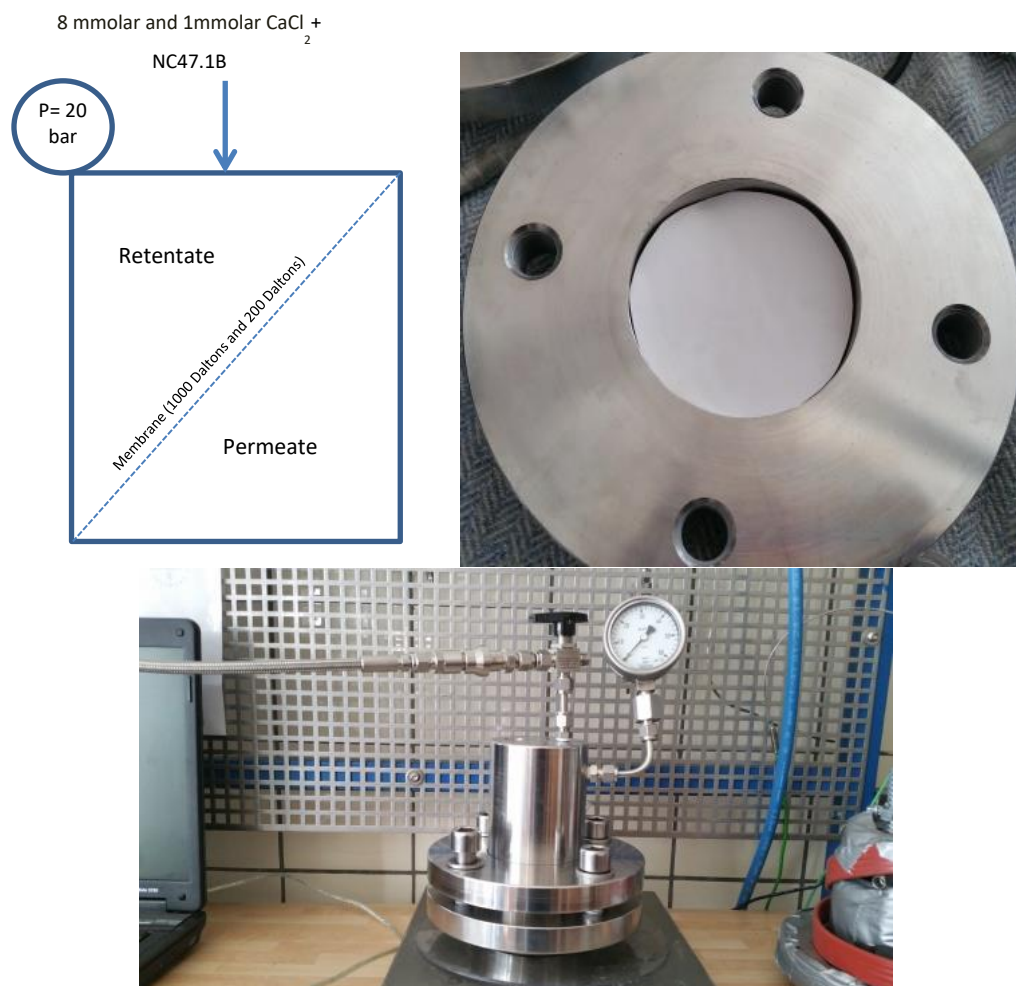 8 mmolar and 1mmolar CaCl₂+
NC47.1B
P= 20
bar
Retentate
Membrane (1000 Daltons and 200 Daltons)
Permeate